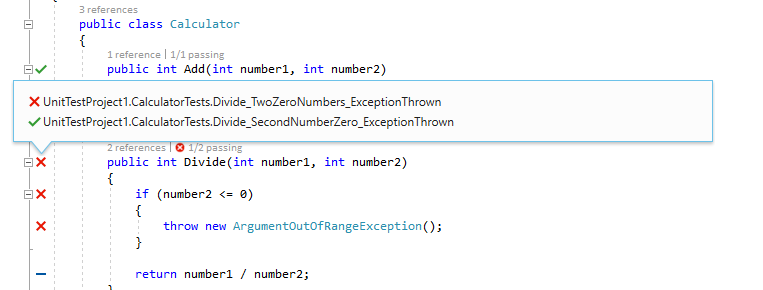 3 references
public class Calculator
{
1 reference | 1/1 passing
public int Add(int number1, int number2)
UnitTestProject1.CalculatorTests.Divide_TwoZeroNumbers_ExceptionThrown
UnitTestProject1.CalculatorTests.Divide_SecondNumberZero_ExceptionThrown
2 references | 1/2 passing
public int Divide(int number1, int number2)
{
if (number2 <= 0)
{
throw new ArgumentOutOfRangeException();
}
return number1 / number2;